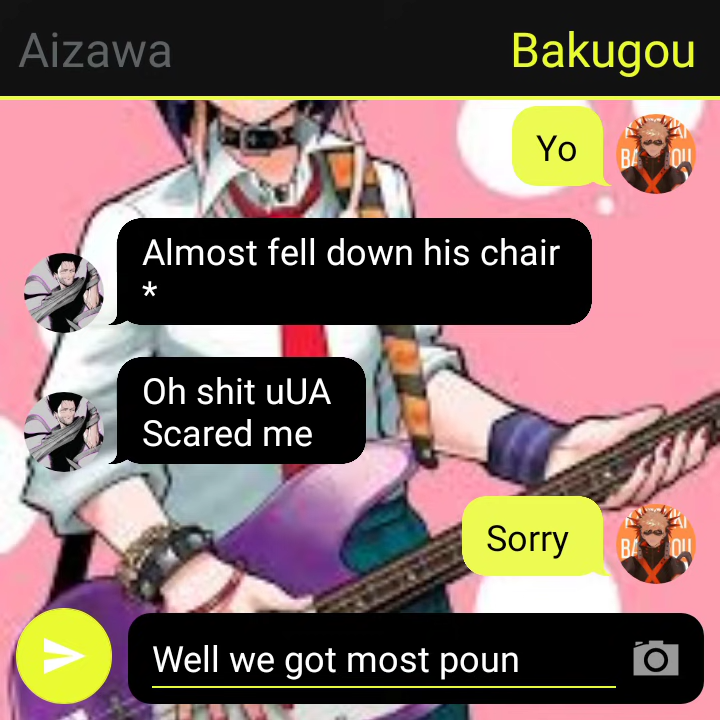 Aizawa Bakugou
Yo
Almost fell down his chair
*
Oh shit uUA
Scared me
Sorry
Well we got most poun